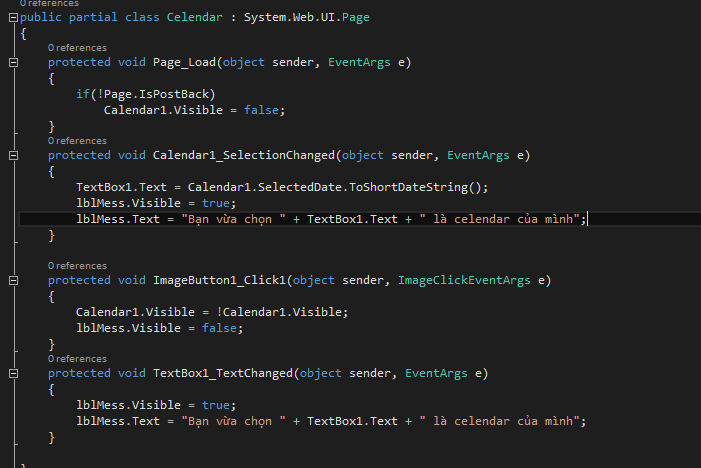 0 references
public partial class Celendar : System.Web.UI.Page
{
0 references
protected void Page_Load(object sender, EventArgs e)
{
if(!Page.IsPostBack)
Calendar1.Visible = false;
}
0 references
protected void Calendar1_SelectionChanged(object sender, EventArgs e)
{
TextBox1.Text = Calendar1.SelectedDate.ToShortDateString();
lblMess.Visible = true;
lblMess.Text = "Bạn vừa chọn " + TextBox1.Text + " là celendar của mình";
}
0 references
protected void ImageButton1_Click1(object sender, ImageClickEventArgs e)
{
Calendar1.Visible = !Calendar1.Visible;
lblMess.Visible = false;
}
0 references
protected void TextBox1_TextChanged(object sender, EventArgs e)
{
lblMess.Visible = true;
lblMess.Text = "Bạn vừa chọn " + TextBox1.Text + " là celendar của mình";
}
}